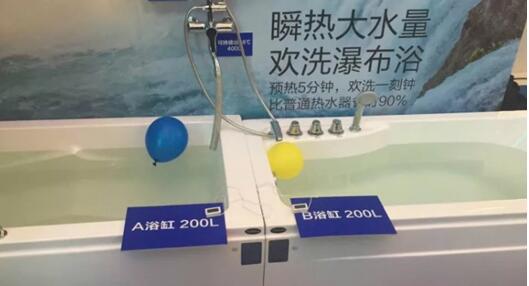 瞬热大水量
欢洗瀑布浴
预热5分钟，欢洗一刻钟
比普通热水器 90%
A浴缸 200L
B浴缸 200L